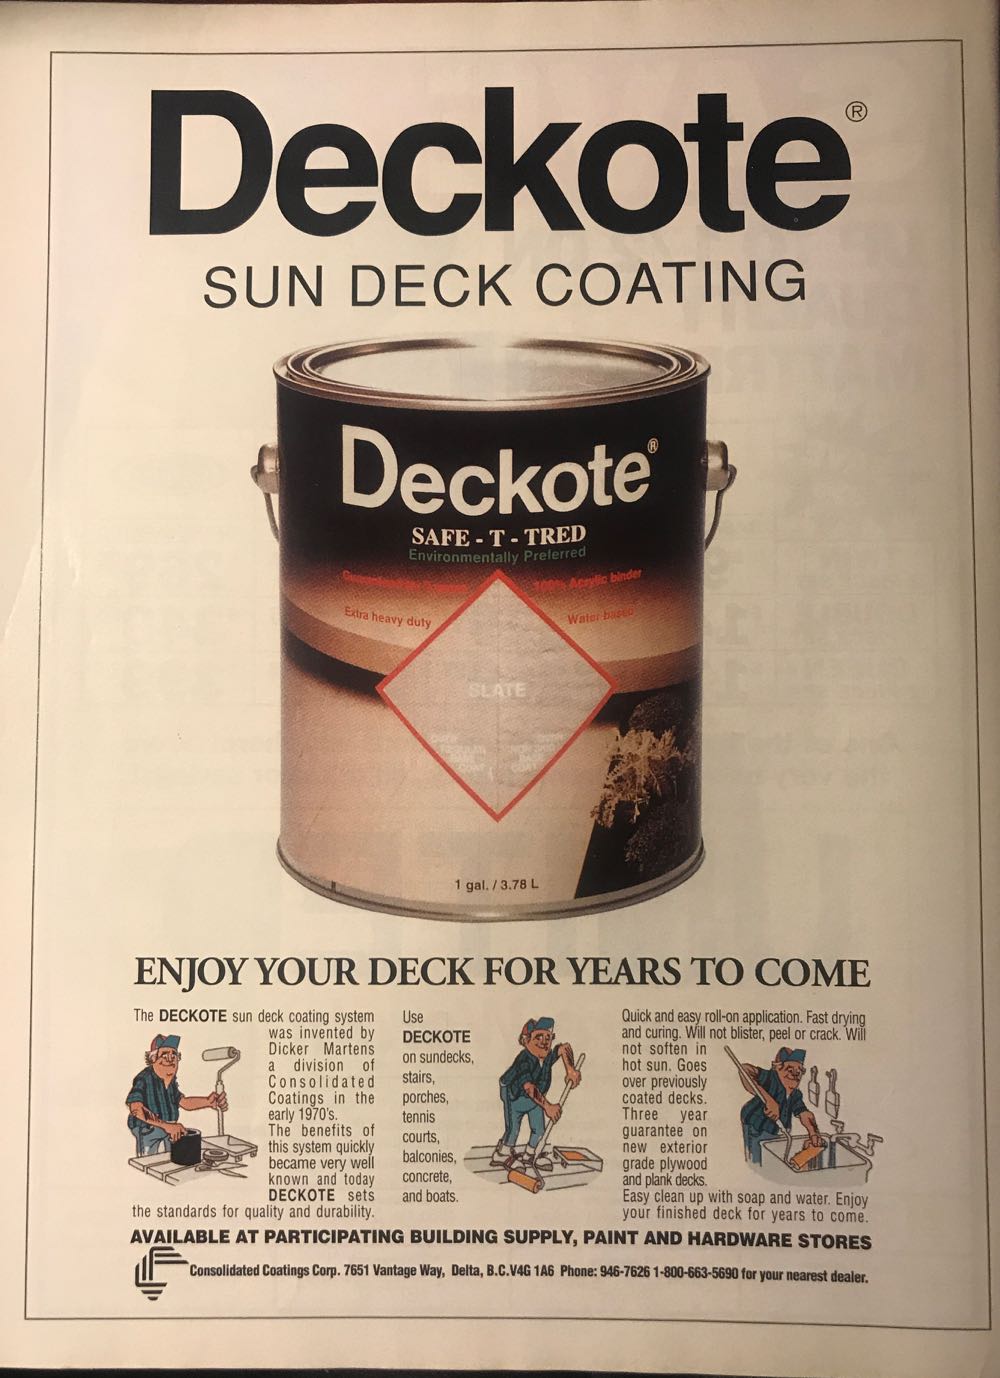 Deckote®
SUN DECK COATING
Deckote®
SAFE - T - TRED
Environmentally Preferred
100% Acrylic binder
Extra heavy duty
Water based
SLATE
1 gal. / 3.78 L
ENJOY YOUR DECK FOR YEARS TO COME
The DECKOTE sun deck coating system
was invented by
Dicker Martens
a division of
Consolidated
Coatings in the
early 1970's.
The benefits of
this system quickly
became very well
known and today
DECKOTE sets
the standards for quality and durability.
Use
DECKOTE
on sundecks,
stairs,
porches,
tennis
courts,
balconies,
concrete,
and boats.
Quick and easy roll-on application. Fast drying
and curing. Will not blister, peel or crack. Will
not soften in
hot sun. Goes
over previously
coated decks.
Three year
guarantee on
new exterior
grade plywood
and plank decks.
Easy clean up with soap and water. Enjoy
your finished deck for years to come.
AVAILABLE AT PARTICIPATING BUILDING SUPPLY, PAINT AND HARDWARE STORES
Consolidated Coatings Corp. 7651 Vantage Way, Delta, B.C.V4G 1A6 Phone: 946-7626 1-800-663-5690 for your nearest dealer.